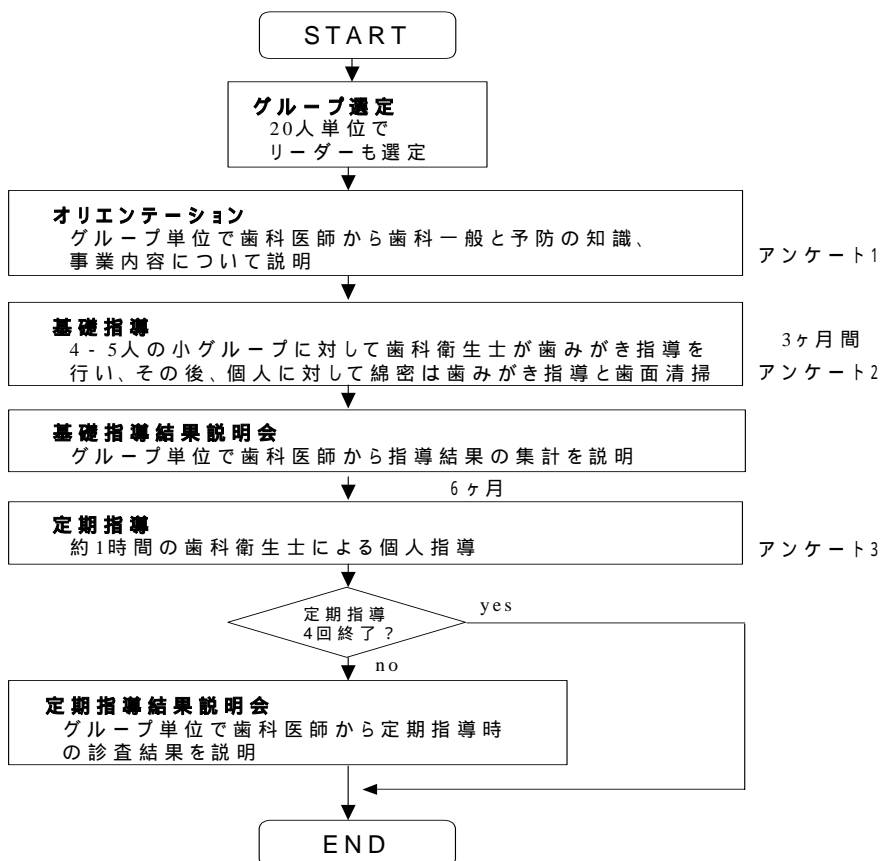 START
グループ選定
20人単位で
リーダーも選定
オリエンテーション
グループ単位で歯科医師から歯科一般と予防の知識、
事業内容について説明
アンケート1
基礎指導
4-5人の小グループに対して歯科衛生士が歯みがき指導を
行い、その後、個人に対して綿密は歯みがき指導と歯面清掃
3ヶ月間
アンケート2
基礎指導結果説明会
グループ単位で歯科医師から指導結果の集計を説明
6ヶ月
定期指導
約1時間の歯科衛生士による個人指導
アンケート3
定期指導
4回終了?
yes
no
定期指導結果説明会
グループ単位で歯科医師から定期指導時
の診査結果を説明
END